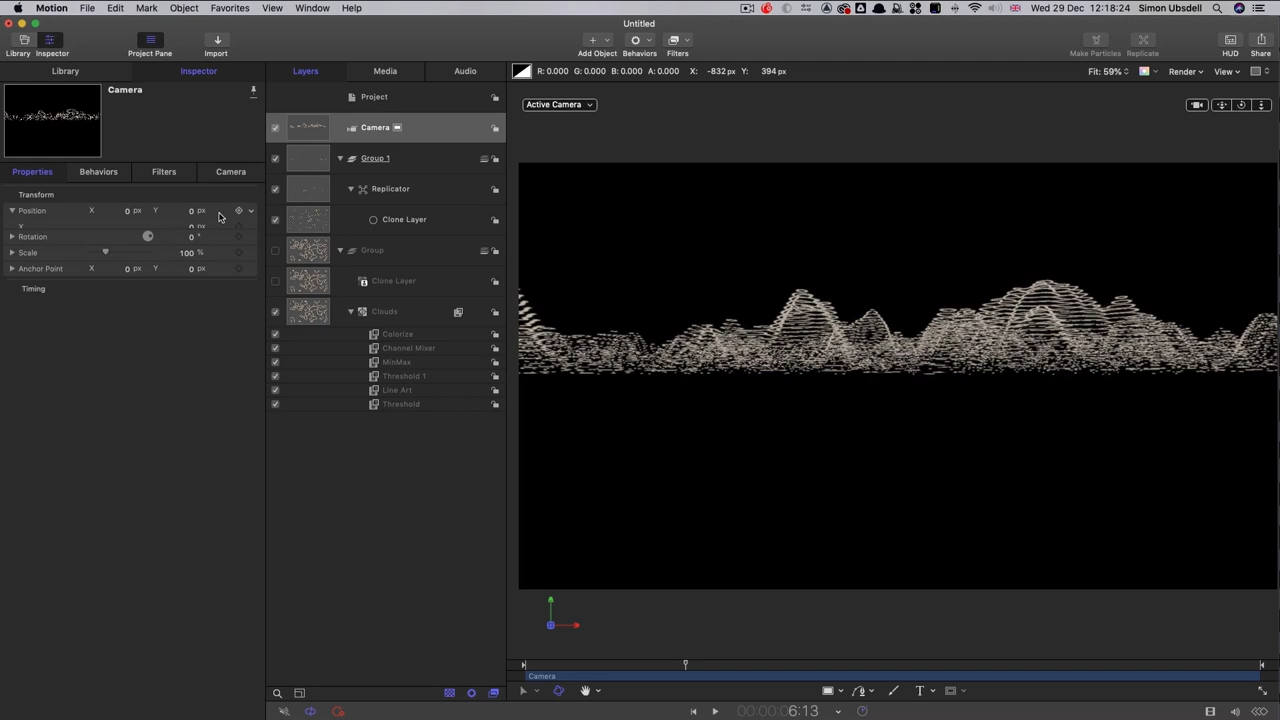 Motion File Edit Mark Object Favorites View Window Help Wed 29 Dec 12:18:24 Simon Ubsdell
Untitled
Library Inspector Project Pane Import Add Object Behaviors Filters Make Particles Replicate HUD Share
Library Inspector Layers Media Audio R: 0.000 G: 0.000 B: 0.000 A: 0.000 X: -832 px Y: 394 px Fit: 59% Render View
Camera
Project
Active Camera
Camera
Group 1
Properties Behaviors Filters Camera
Replicator
Transform
Position X 0 px Y 0 px
Clone Layer
Y 0 px
Rotation 0 °
Scale 100 %
Group
Anchor Point X 0 px Y 0 px
Clone Layer
Timing
Clouds
Colorize
Channel Mixer
MinMax
Threshold 1
Line Art
Threshold
Camera
T
00:00:06:13